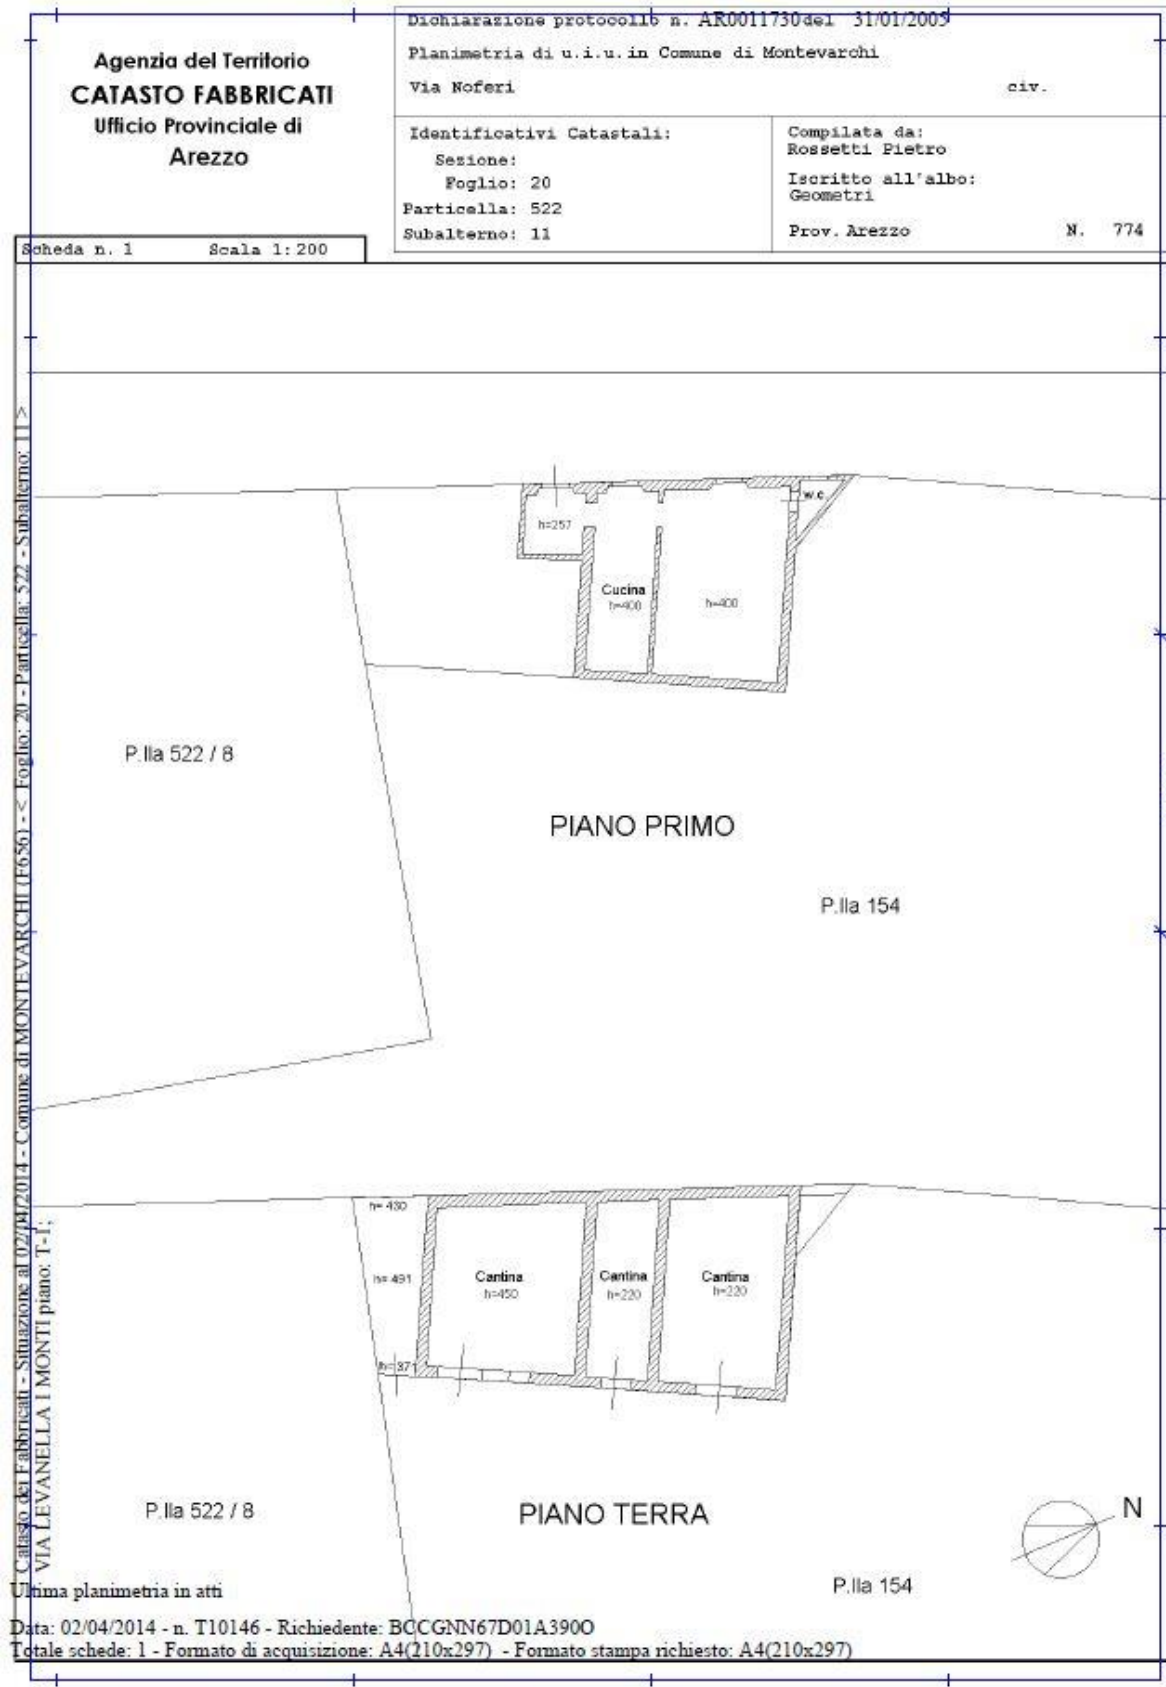 Agenzia del Territorio
CATASTO FABBRICATI
Ufficio Provinciale di
Arezzo
Dichiarazione protocollo n. AR0011730 del 31/01/2005
Planimetria di u.i.u. in Comune di Montevarchi
Via Noferi civ.
Identificativi Catastali:
Sezione:
Foglio: 20
Particella: 522
Subalterno: 11
Compilata da:
Rossetti Pietro
Iscritto all'albo:
Geometri
Prov. Arezzo N. 774
Scheda n. 1 Scala 1:200
w.c.
h=257
Cucina
h=400
h=400
P.lla 522 / 8
PIANO PRIMO
P.lla 154
h= 430
h= 491
h= 371
Cantina
h=450
Cantina
h=220
Cantina
h=220
P.lla 522 / 8
PIANO TERRA
N
P.lla 154
Catasto dei Fabbricati - Situazione al 02/04/2014 - Comune di MONTEVARCHI (F656) - < Foglio: 20 - Particella: 522 - Subalterno: 11 >
VIA LEVANELLA I MONTI piano: T-1;
Ultima planimetria in atti
Data: 02/04/2014 - n. T10146 - Richiedente: BCCGNN67D01A390O
Totale schede: 1 - Formato di acquisizione: A4(210x297) - Formato stampa richiesto: A4(210x297)